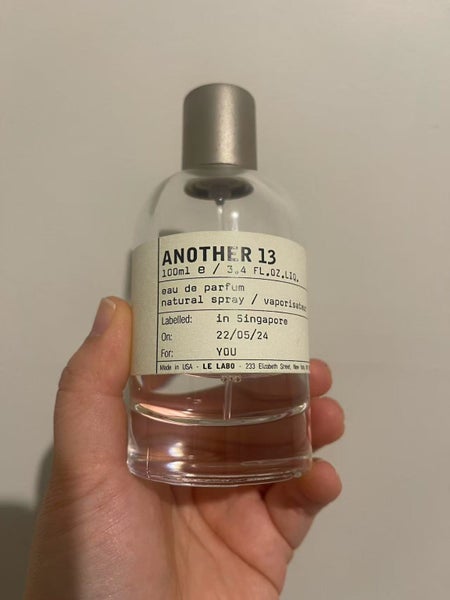 ANOTHER 13
100ml e / 3.4 FL.OZ.LIQ.
eau de parfum
natural spray / vaporisateur
Labelled: in Singapore
On: 22/05/24
For: YOU
Made in USA - LE LABO - 233 Elizabeth Street, New